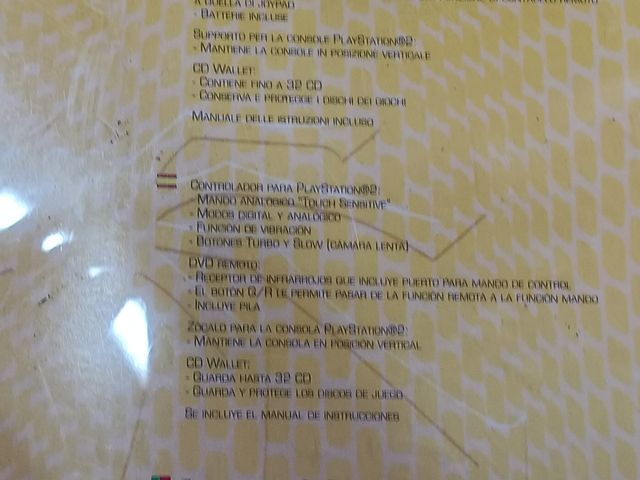 A QUELLA DI JOYPAD
- BATTERIE INCLUSE
SUPPORTO PER LA CONSOLE PLAYSTATION®2:
- MANTIENE LA CONSOLE IN POSIZIONE VERTICALE
CD WALLET:
- CONTIENE FINO A 32 CD
- CONSERVA E PROTEGGE I DISCHI DEI GIOCHI
MANUALE DELLE ISTRUZIONI INCLUSO
CONTROLADOR PARA PLAYSTATION®2:
- MANDO ANALÓGICO "TOUCH SENSITIVE"
- MODOS DIGITAL Y ANALÓGICO
- FUNCIÓN DE VIBRACIÓN
- BOTONES TURBO Y SLOW (CÁMARA LENTA)
DVD REMOTO:
- RECEPTOR DE INFRARROJOS QUE INCLUYE PUERTO PARA MANDO DE CONTROL
- EL BOTÓN G/R TE PERMITE PASAR DE LA FUNCIÓN REMOTA A LA FUNCIÓN MANDO
- INCLUYE PILA
ZÓCALO PARA LA CONSOLA PLAYSTATION®2:
- MANTIENE LA CONSOLA EN POSICIÓN VERTICAL
CD WALLET:
- GUARDA HASTA 32 CD
- GUARDA Y PROTEGE LOS DISCOS DE JUEGO
SE INCLUYE EL MANUAL DE INSTRUCCIONES